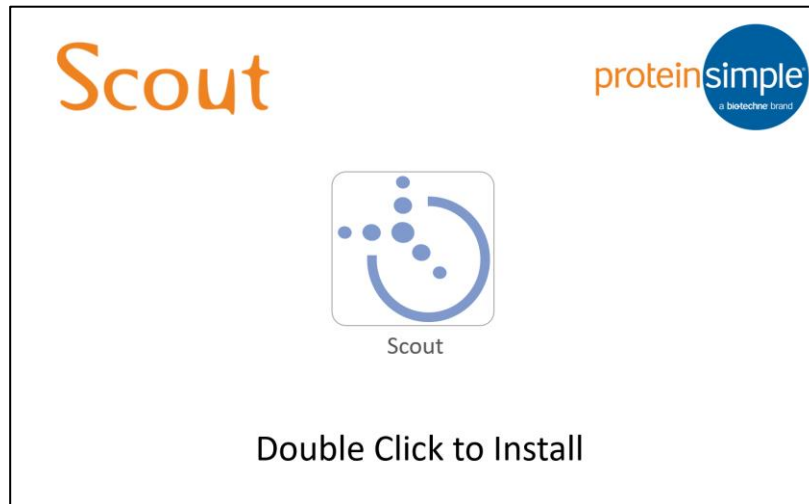 Scout
proteinsimple
a biotechne brand
Scout
Double Click to Install